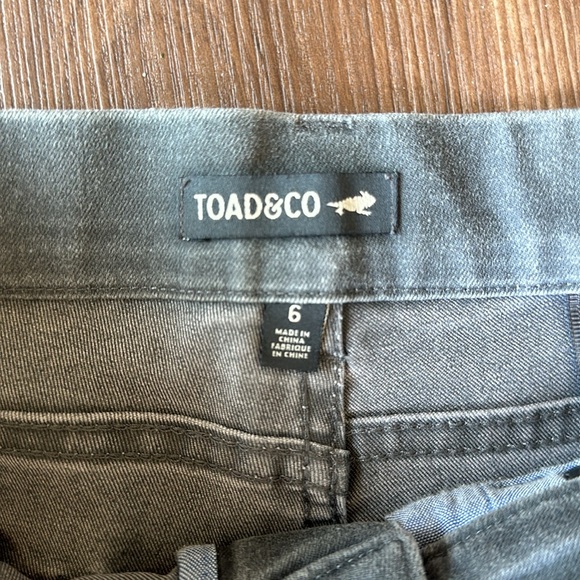 TOAD&CO
6
MADE IN
CHINA
FABRIQUE
EN CHINE